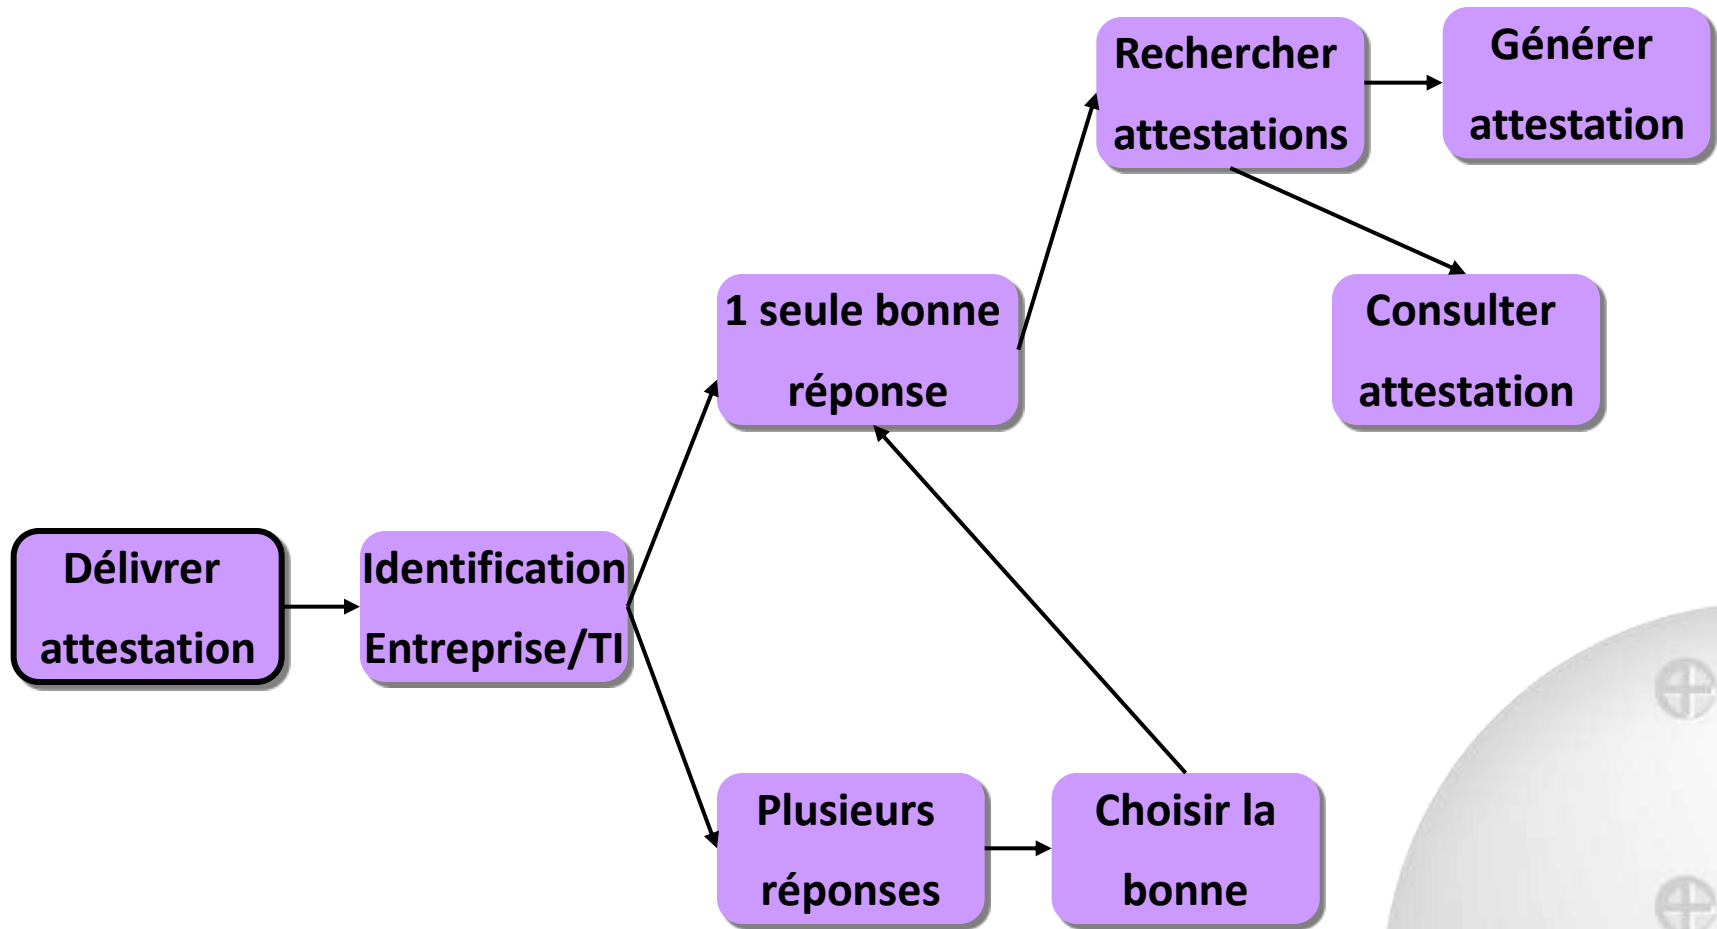 Rechercher
attestations
Générer
attestation
1 seule bonne
réponse
Consulter
attestation
Délivrer
attestation
Identification
Entreprise/TI
Plusieurs
réponses
Choisir la
bonne